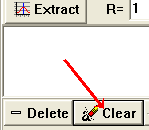 Extract R= 1
Delete Clear